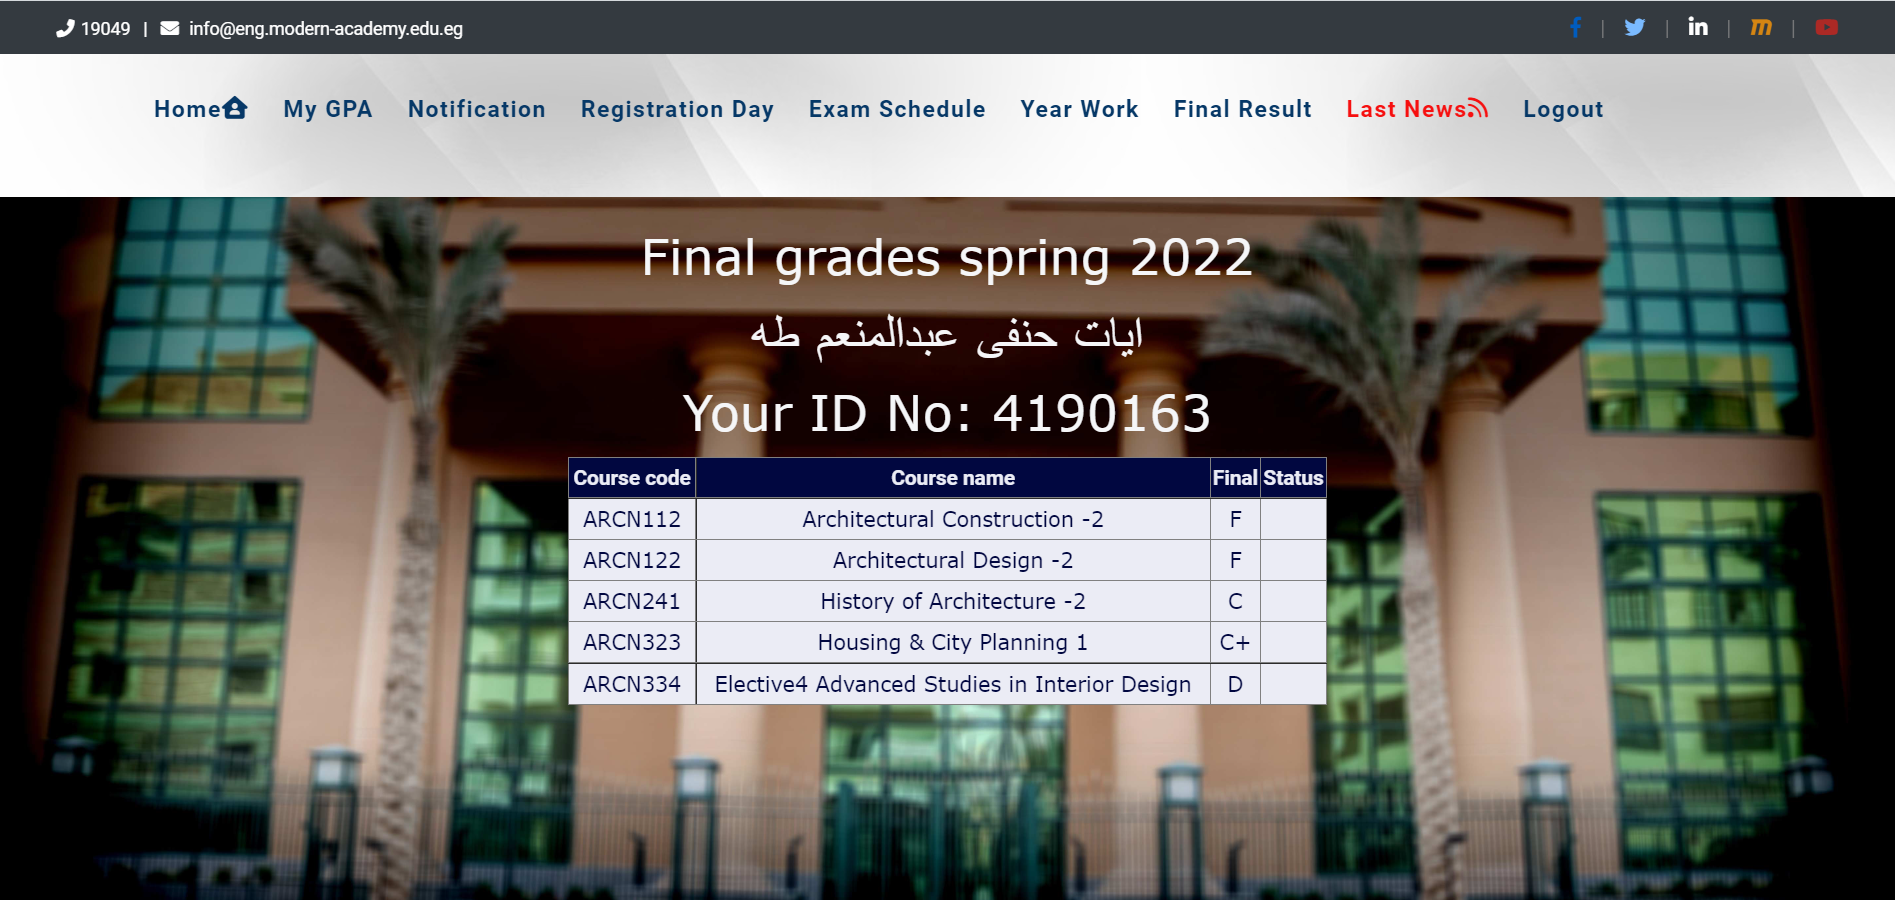 19049 | info@eng.modern-academy.edu.eg
Home My GPA Notification Registration Day Exam Schedule Year Work Final Result Last News Logout
Final grades spring 2022
ايات حنفى عبدالمنعم طه
Your ID No: 4190163
Course code Course name Final Status
ARCN112 Architectural Construction -2 F
ARCN122 Architectural Design -2 F
ARCN241 History of Architecture -2 C
ARCN323 Housing & City Planning 1 C+
ARCN334 Elective4 Advanced Studies in Interior Design D